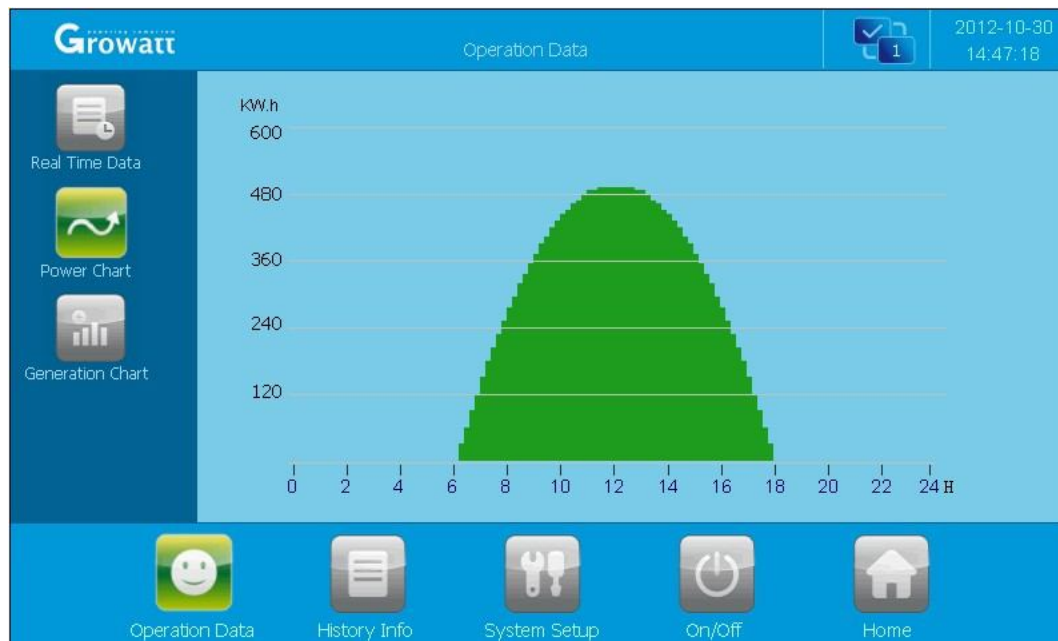 Growatt
powering tomorrow
Operation Data
1
2012-10-30
14:47:18
Real Time Data
Power Chart
Generation Chart
KW.h
600
480
360
240
120
0 2 4 6 8 10 12 14 16 18 20 22 24 H
Operation Data History Info System Setup On/Off Home